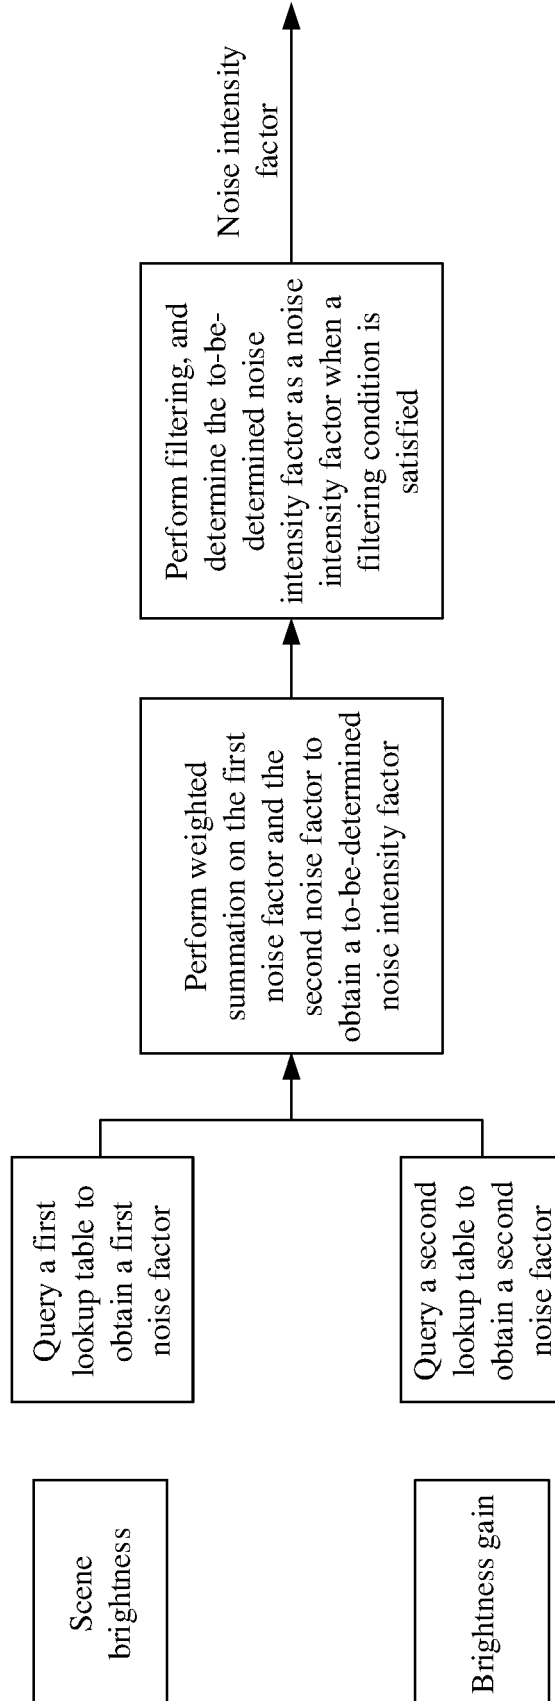 Scene
brightness
Query a first
lookup table to
obtain a first
noise factor
Brightness gain
Query a second
lookup table to
obtain a second
noise factor
Perform weighted
summation on the first
noise factor and the
second noise factor to
obtain a to-be-determined
noise intensity factor
Perform filtering, and
determine the to-be-
determined noise
intensity factor as a noise
intensity factor when a
filtering condition is
satisfied
Noise intensity
factor